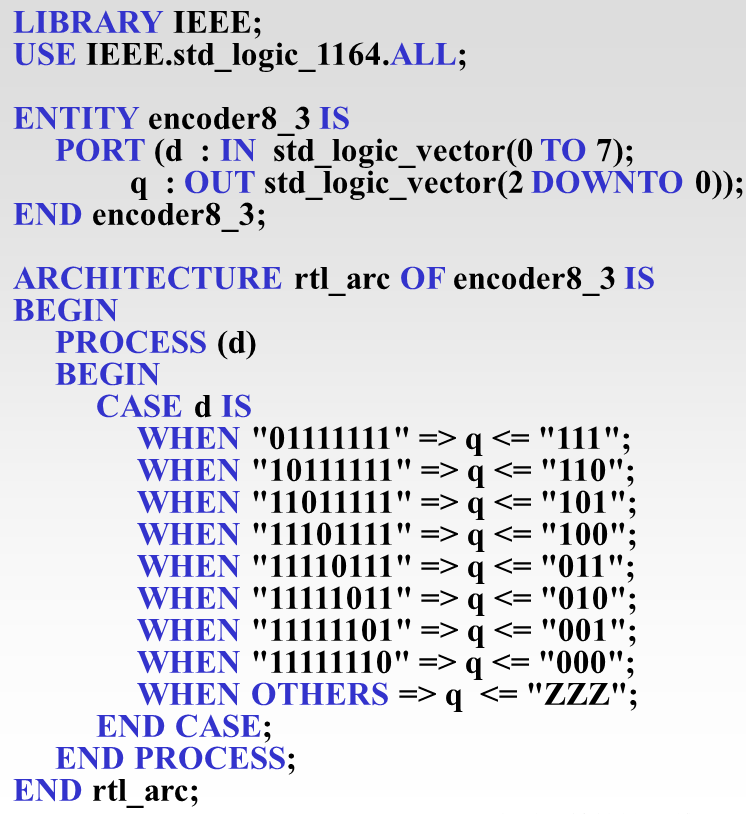 LIBRARY IEEE;
USE IEEE.std_logic_1164.ALL;
ENTITY encoder8_3 IS
PORT (d : IN std_logic_vector(0 TO 7);
q : OUT std_logic_vector(2 DOWNTO 0));
END encoder8_3;
ARCHITECTURE rtl_arc OF encoder8_3 IS
BEGIN
PROCESS (d)
BEGIN
CASE d IS
WHEN "01111111" => q <= "111";
WHEN "10111111" => q <= "110";
WHEN "11011111" => q <= "101";
WHEN "11101111" => q <= "100";
WHEN "11110111" => q <= "011";
WHEN "11111011" => q <= "010";
WHEN "11111101" => q <= "001";
WHEN "11111110" => q <= "000";
WHEN OTHERS => q <= "ZZZ";
END CASE;
END PROCESS;
END rtl_arc;